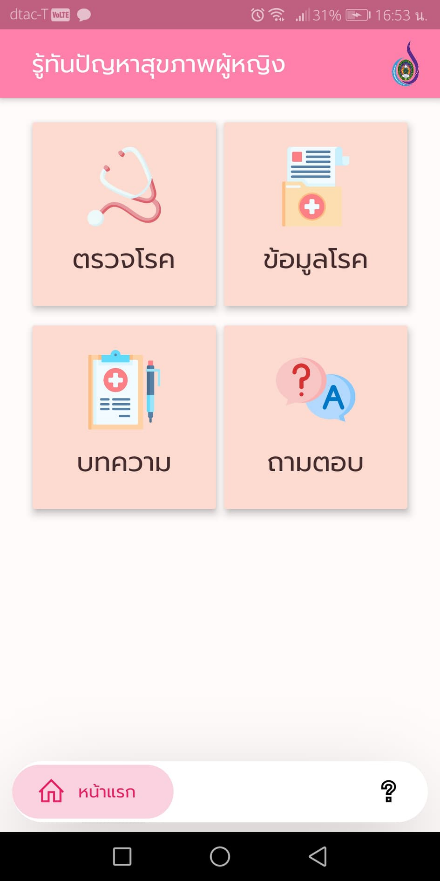 dtac-T VoLTE 31% 16:53 น.
รู้ทันปัญหาสุขภาพผู้หญิง
ตรวจโรค ข้อมูลโรค
? A
บทความ ถามตอบ
หน้าแรก ?